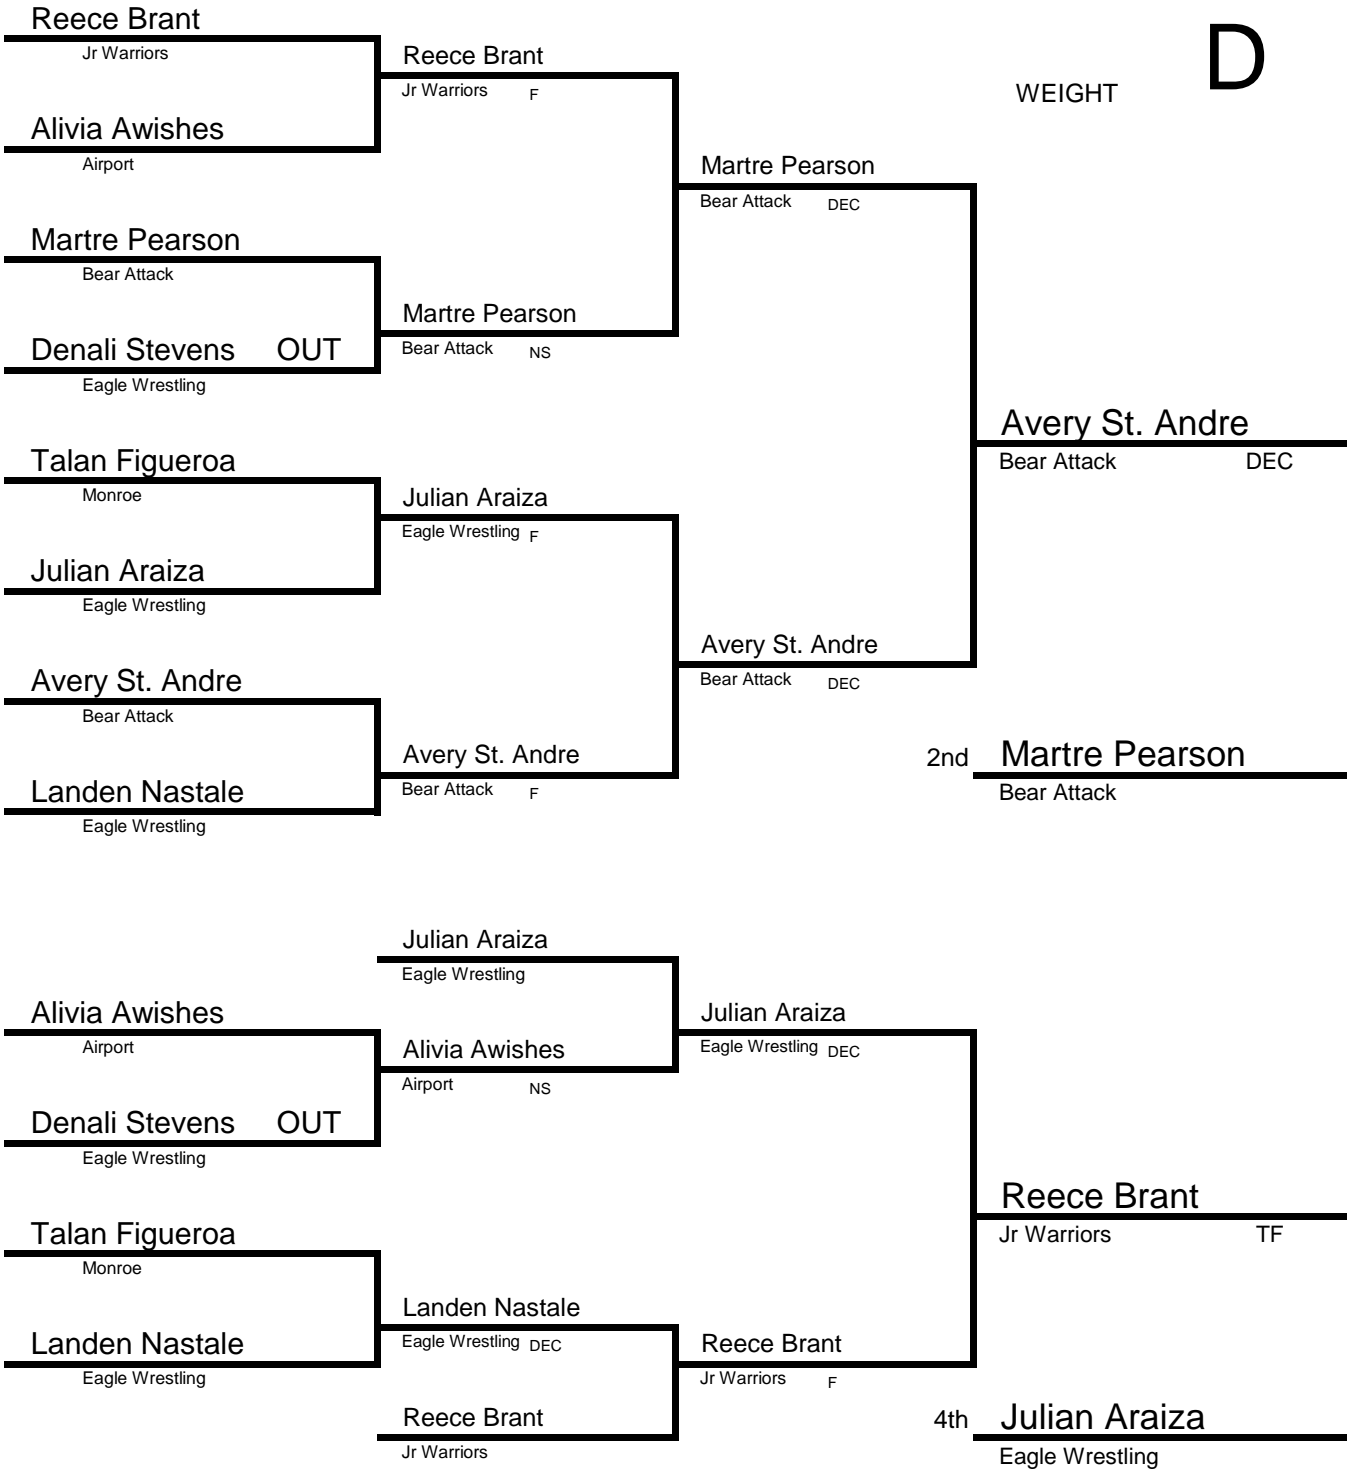 Reece Brant
Jr Warriors
Reece Brant
Jr Warriors F
D
WEIGHT
Alivia Awishes
Airport
Martre Pearson
Bear Attack DEC
Martre Pearson
Bear Attack
Martre Pearson
Bear Attack NS
Denali Stevens OUT
Eagle Wrestling
Avery St. Andre
Bear Attack DEC
Talan Figueroa
Monroe
Julian Araiza
Eagle Wrestling F
Julian Araiza
Eagle Wrestling
Avery St. Andre
Bear Attack DEC
Avery St. Andre
Bear Attack
Avery St. Andre
Bear Attack F
2nd Martre Pearson
Bear Attack
Landen Nastale
Eagle Wrestling
Julian Araiza
Eagle Wrestling
Alivia Awishes
Airport
Julian Araiza
Eagle Wrestling DEC
Alivia Awishes
Airport NS
Denali Stevens OUT
Eagle Wrestling
Reece Brant
Jr Warriors TF
Talan Figueroa
Monroe
Landen Nastale
Eagle Wrestling DEC
Landen Nastale
Eagle Wrestling
Reece Brant
Jr Warriors F
Reece Brant
Jr Warriors
4th Julian Araiza
Eagle Wrestling